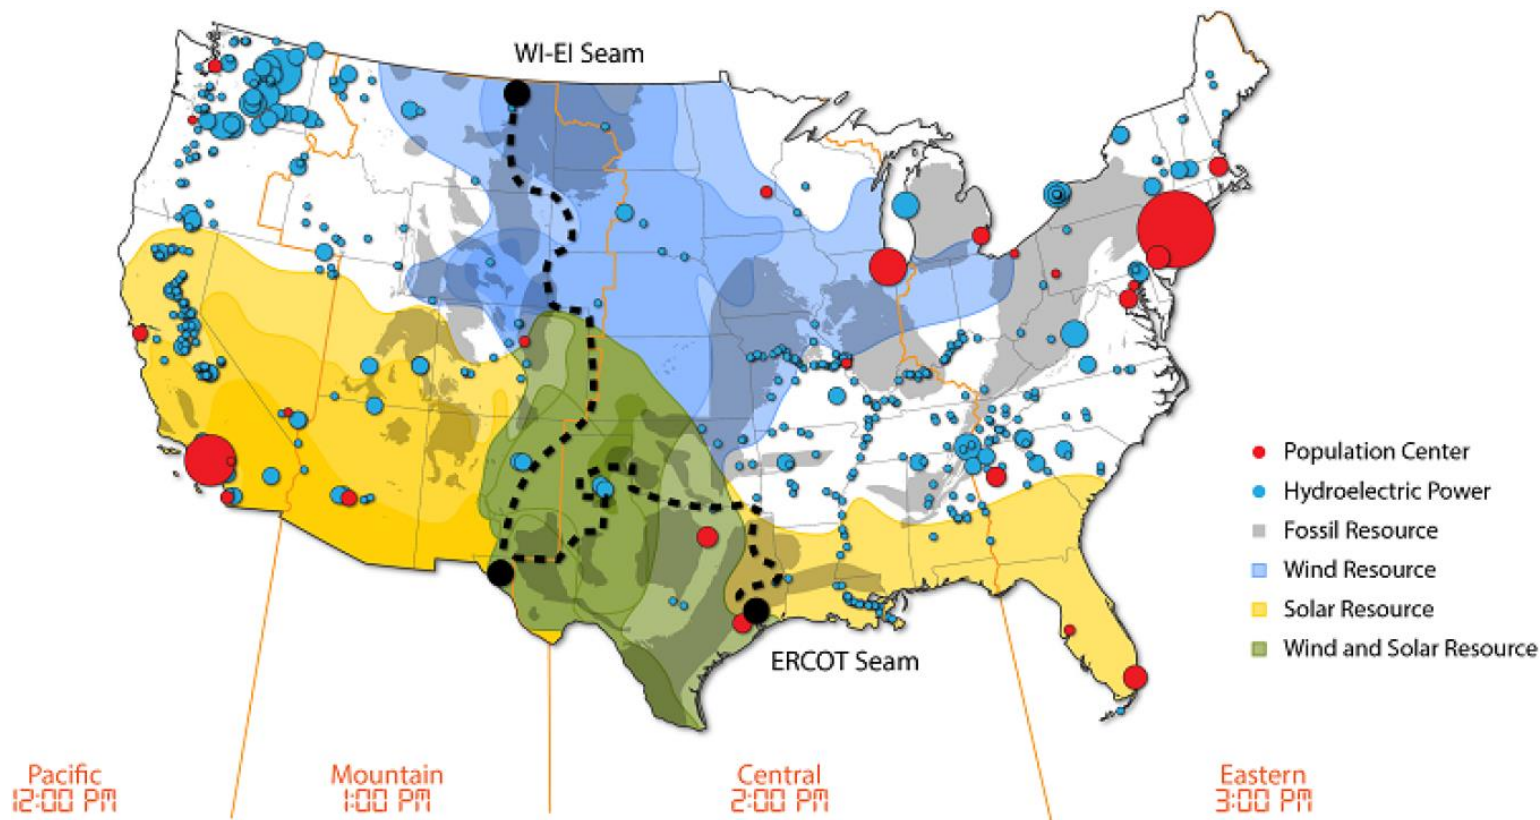 WI-EI Seam
Population Center
Hydroelectric Power
Fossil Resource
Wind Resource
Solar Resource
Wind and Solar Resource
ERCOT Seam
Pacific
12:00 PM
Mountain
1:00 PM
Central
2:00 PM
Eastern
3:00 PM